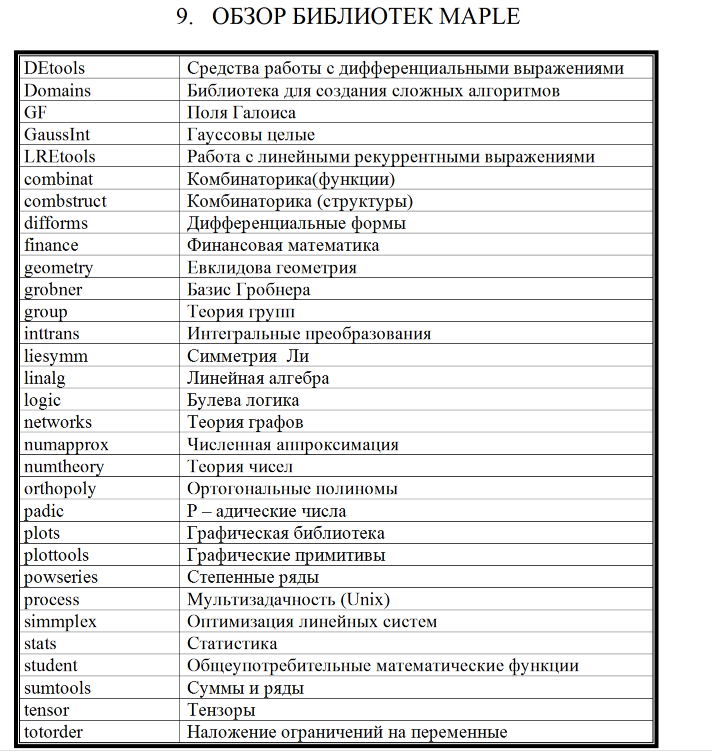 9. ОБЗОР БИБЛИОТЕК MAPLE
DEtools Средства работы с дифференциальными выражениями
Domains Библиотека для создания сложных алгоритмов
GF Поля Галоиса
GaussInt Гауссовы целые
LREtools Работа с линейными рекуррентными выражениями
combinat Комбинаторика(функции)
combstruct Комбинаторика (структуры)
difforms Дифференциальные формы
finance Финансовая математика
geometry Евклидова геометрия
grobner Базис Гробнера
group Теория групп
inttrans Интегральные преобразования
liesymm Симметрия Ли
linalg Линейная алгебра
logic Булева логика
networks Теория графов
numapprox Численная аппроксимация
numtheory Теория чисел
orthopoly Ортогональные полиномы
padic P – адические числа
plots Графическая библиотека
plottools Графические примитивы
powseries Степенные ряды
process Мультизадачность (Unix)
simmplex Оптимизация линейных систем
stats Статистика
student Общеупотребительные математические функции
sumtools Суммы и ряды
tensor Тензоры
totorder Наложение ограничений на переменные